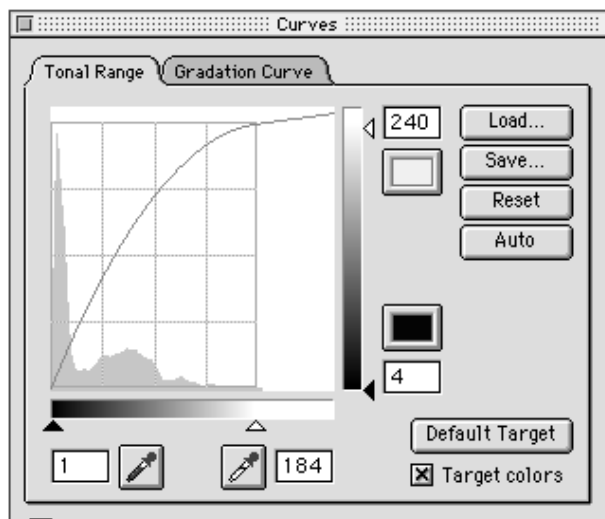 Curves
Tonal Range Gradation Curve
240 Load...
Save...
Reset
Auto
4
Default Target
1 184 Target colors